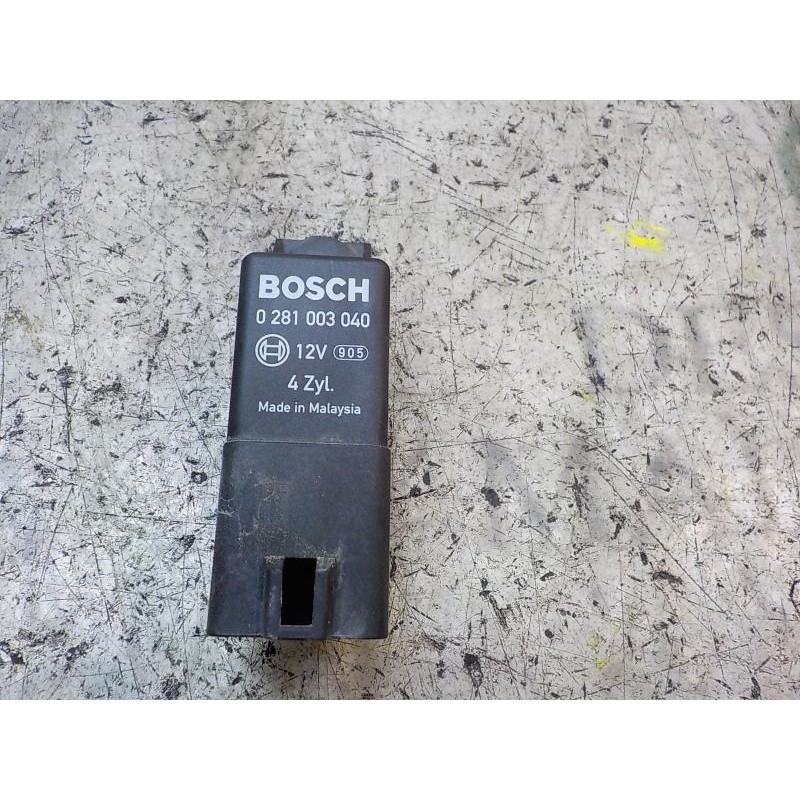 BOSCH
0 281 003 040
12V 905
4 Zyl.
Made in Malaysia